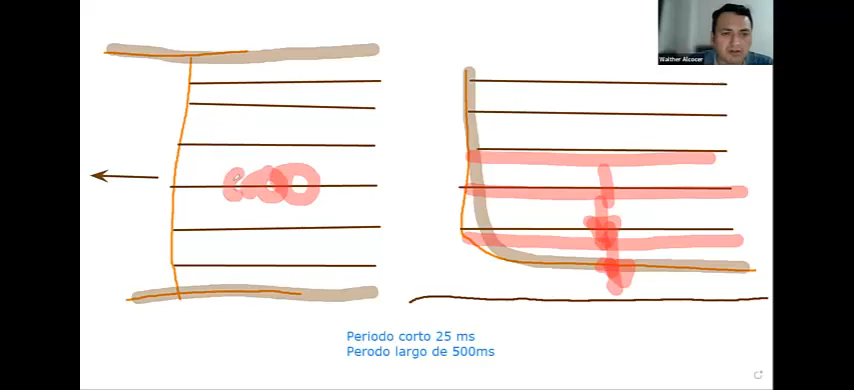 Walther Alcocer
Periodo corto 25 ms
Perodo largo de 500ms